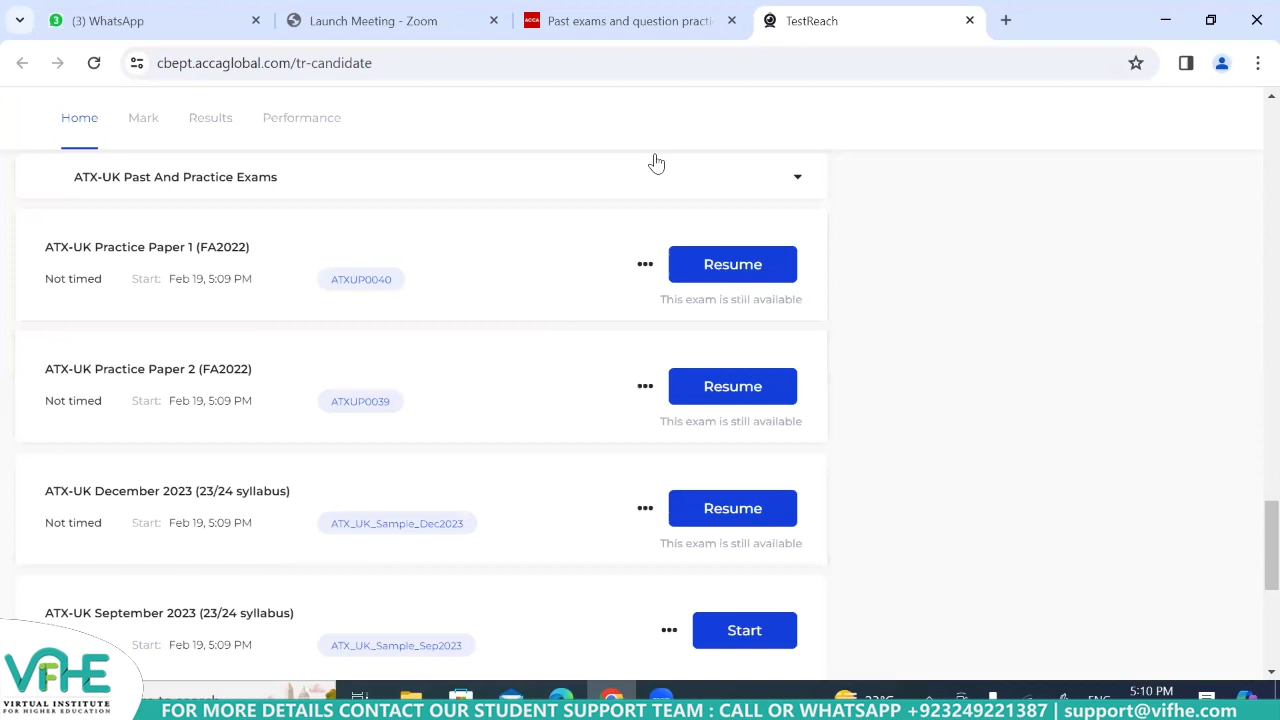 3
(3) WhatsApp
Launch Meeting - Zoom
ACCA
Past exams and question practi
TestReach
cbept.accaglobal.com/tr-candidate
Home
Mark
Results
Performance
ATX-UK Past And Practice Exams
ATX-UK Practice Paper 1 (FA2022)
Not timed Start: Feb 19, 5:09 PM ATXUP0040
Resume
This exam is still available
ATX-UK Practice Paper 2 (FA2022)
Not timed Start: Feb 19, 5:09 PM ATXUP0039
Resume
This exam is still available
ATX-UK December 2023 (23/24 syllabus)
Not timed Start: Feb 19, 5:09 PM ATX_UK_Sample_Dec2023
Resume
This exam is still available
ATX-UK September 2023 (23/24 syllabus)
Start: Feb 19, 5:09 PM ATX_UK_Sample_Sep2023
Start
VIFHE
VIRTUAL INSTITUTE
FOR HIGHER EDUCATION
5:10 PM
FOR MORE DETAILS CONTACT OUR STUDENT SUPPORT TEAM : CALL OR WHATSAPP +923249221387 | support@vifhe.com